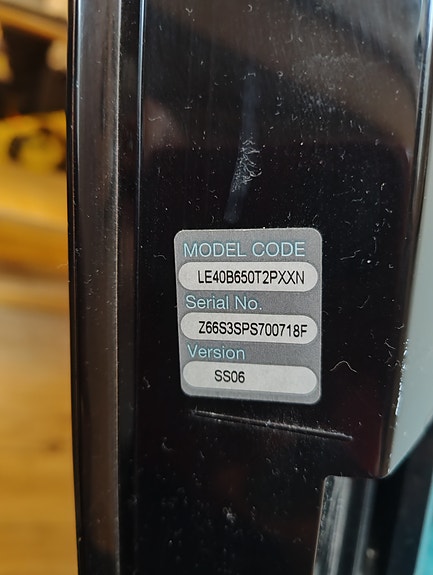 MODEL CODE
LE40B650T2PXXN
Serial No.
Z66S3SPS700718F
Version
SS06